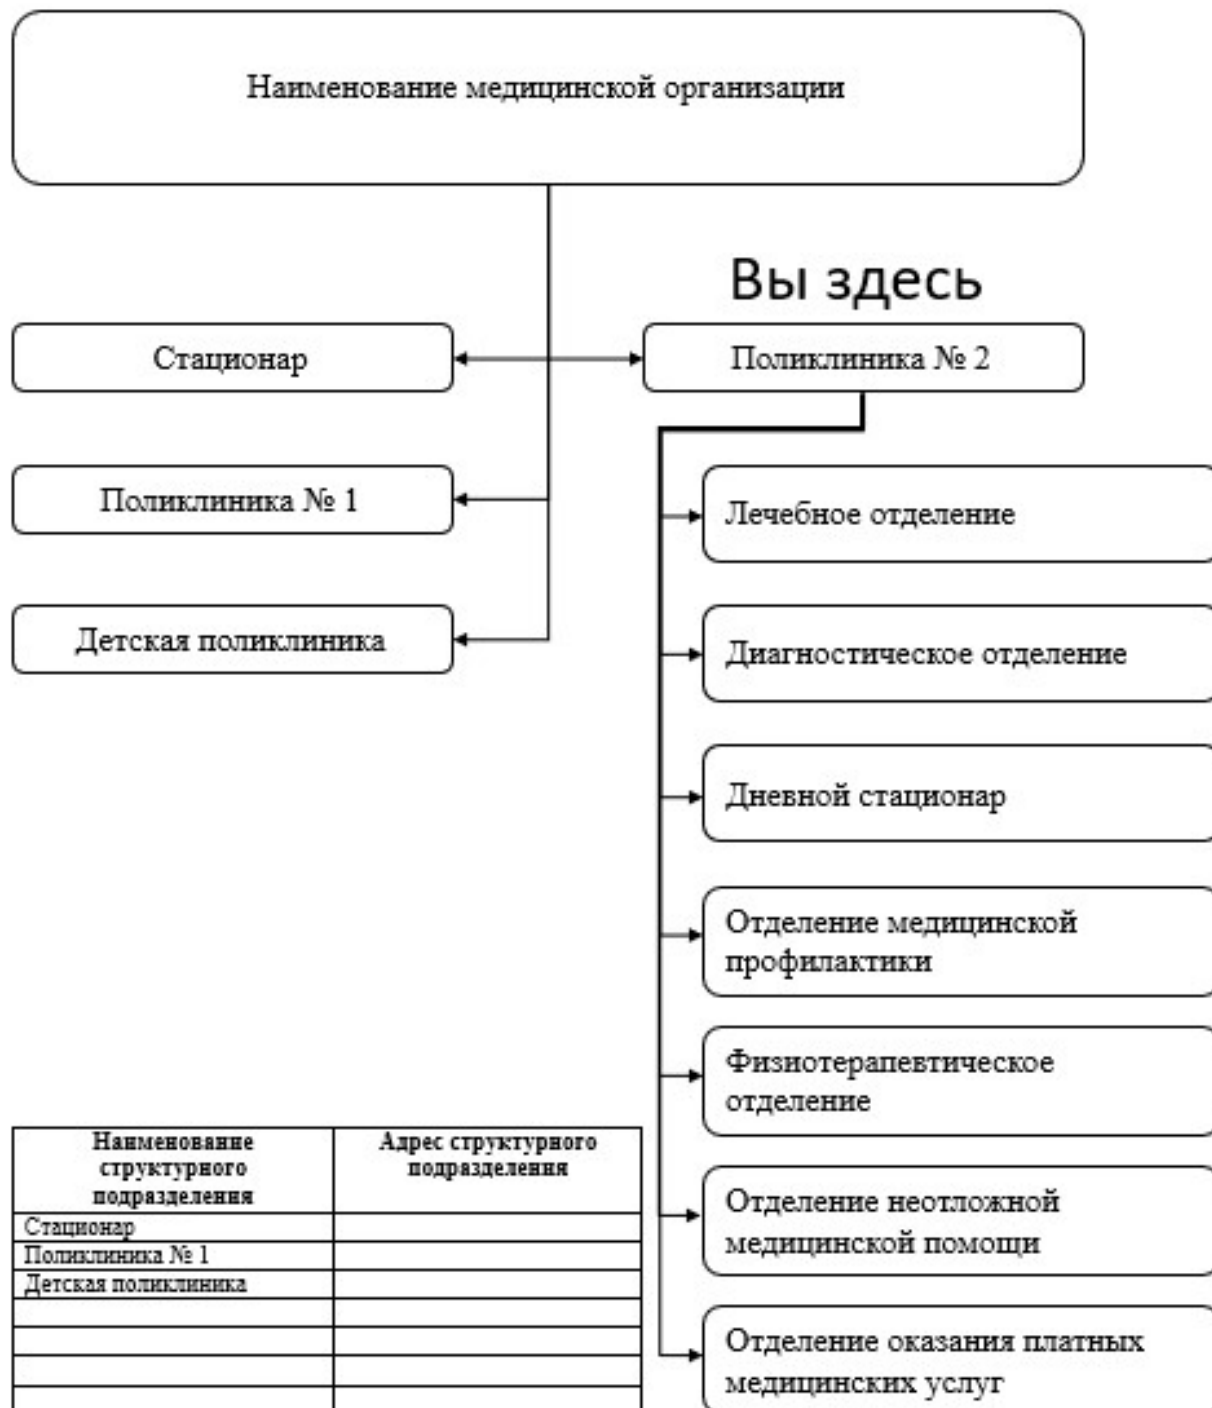 Наименование медицинской организации
Вы здесь
Стационар
Поликлиника № 2
Поликлиника № 1
Детская поликлиника
Лечебное отделение
Диагностическое отделение
Дневной стационар
Отделение медицинской
профилактики
Физиотерапевтическое
отделение
Отделение неотложной
медицинской помощи
Отделение оказания платных
медицинских услуг
Наименование
структурного
подразделения
Адрес структурного
подразделения
Стационар
Поликлиника № 1
Детская поликлиника